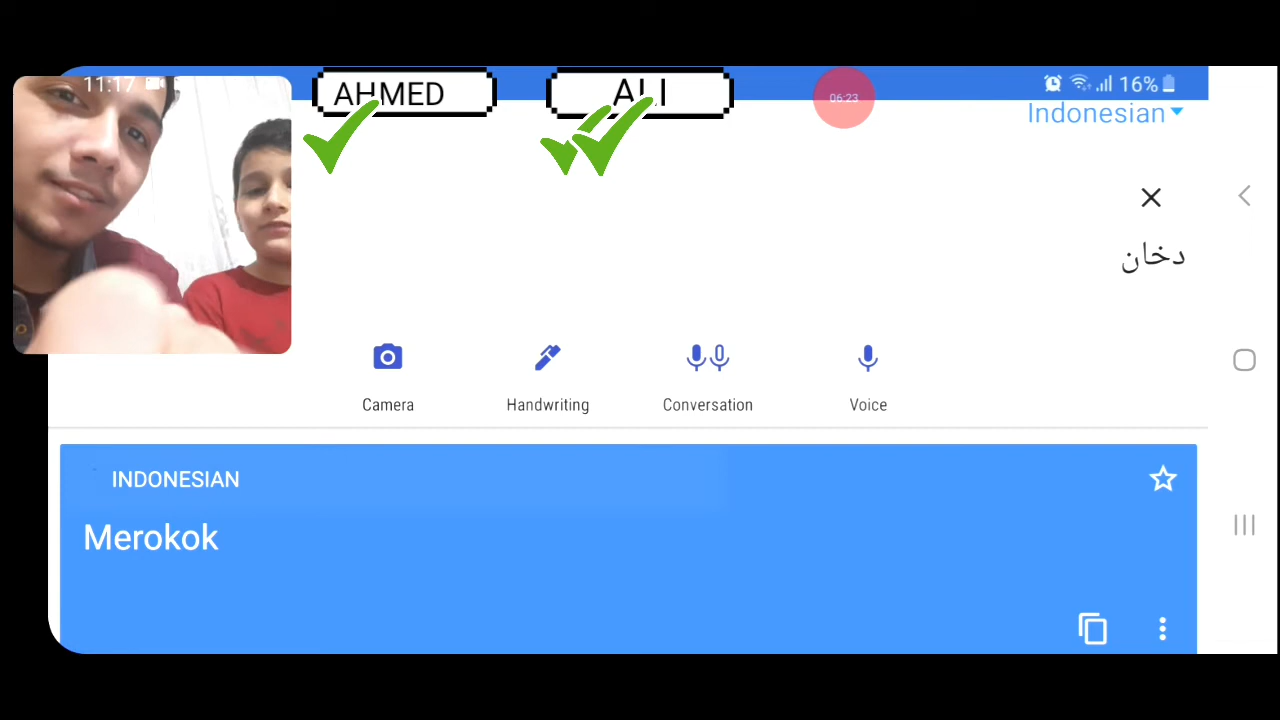 11:17
AHMED
ALI
06:23
16%
Indonesian
دخان
Camera
Handwriting
Conversation
Voice
INDONESIAN
Merokok